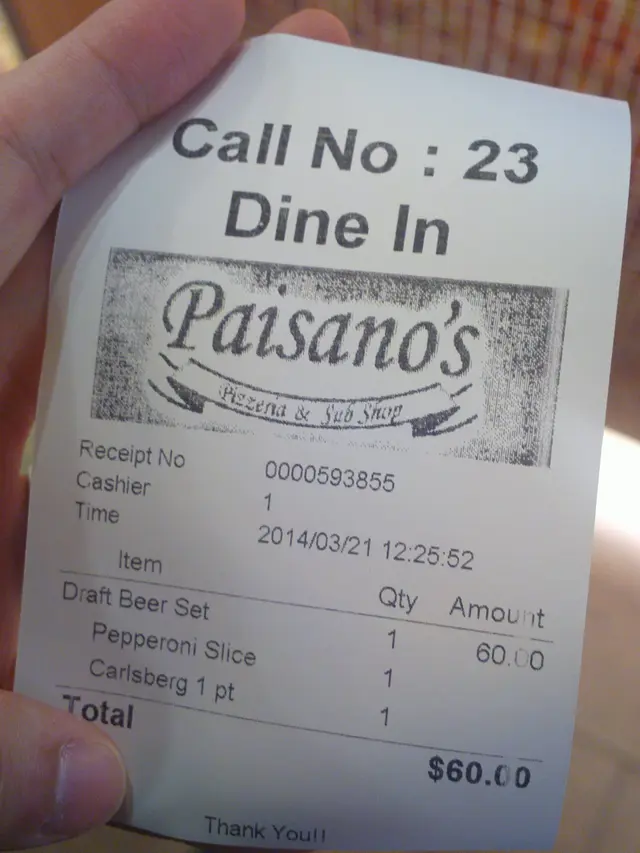 Call No : 23
Dine In
Paisano's
Pizzeria & Sub Shop
Receipt No 0000593855
Cashier 1
Time 2014/03/21 12:25:52
Item Qty Amount
Draft Beer Set 1 60.00
Pepperoni Slice 1
Carlsberg 1 pt 1
Total $60.00
Thank You!!